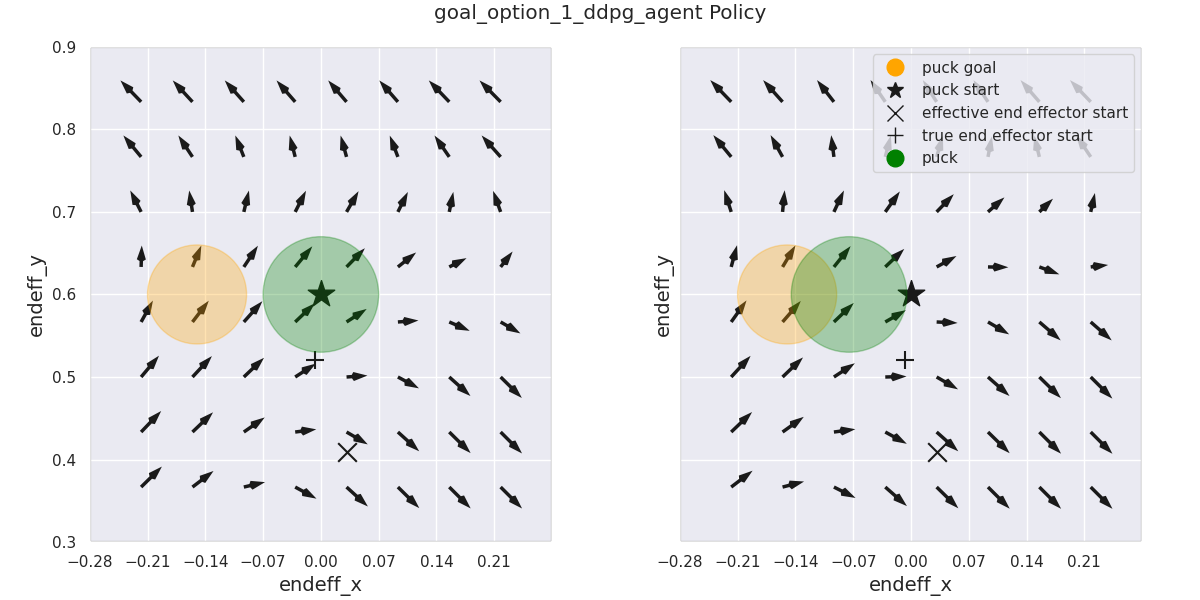 goal_option_1_ddpg_agent Policy
endeff_y
0.9
0.8
0.7
0.6
0.5
0.4
0.3
−0.28 −0.21 −0.14 −0.07 0.00 0.07 0.14 0.21
endeff_x
endeff_y
puck goal
puck start
effective end effector start
true end effector start
puck
−0.28 −0.21 −0.14 −0.07 0.00 0.07 0.14 0.21
endeff_x